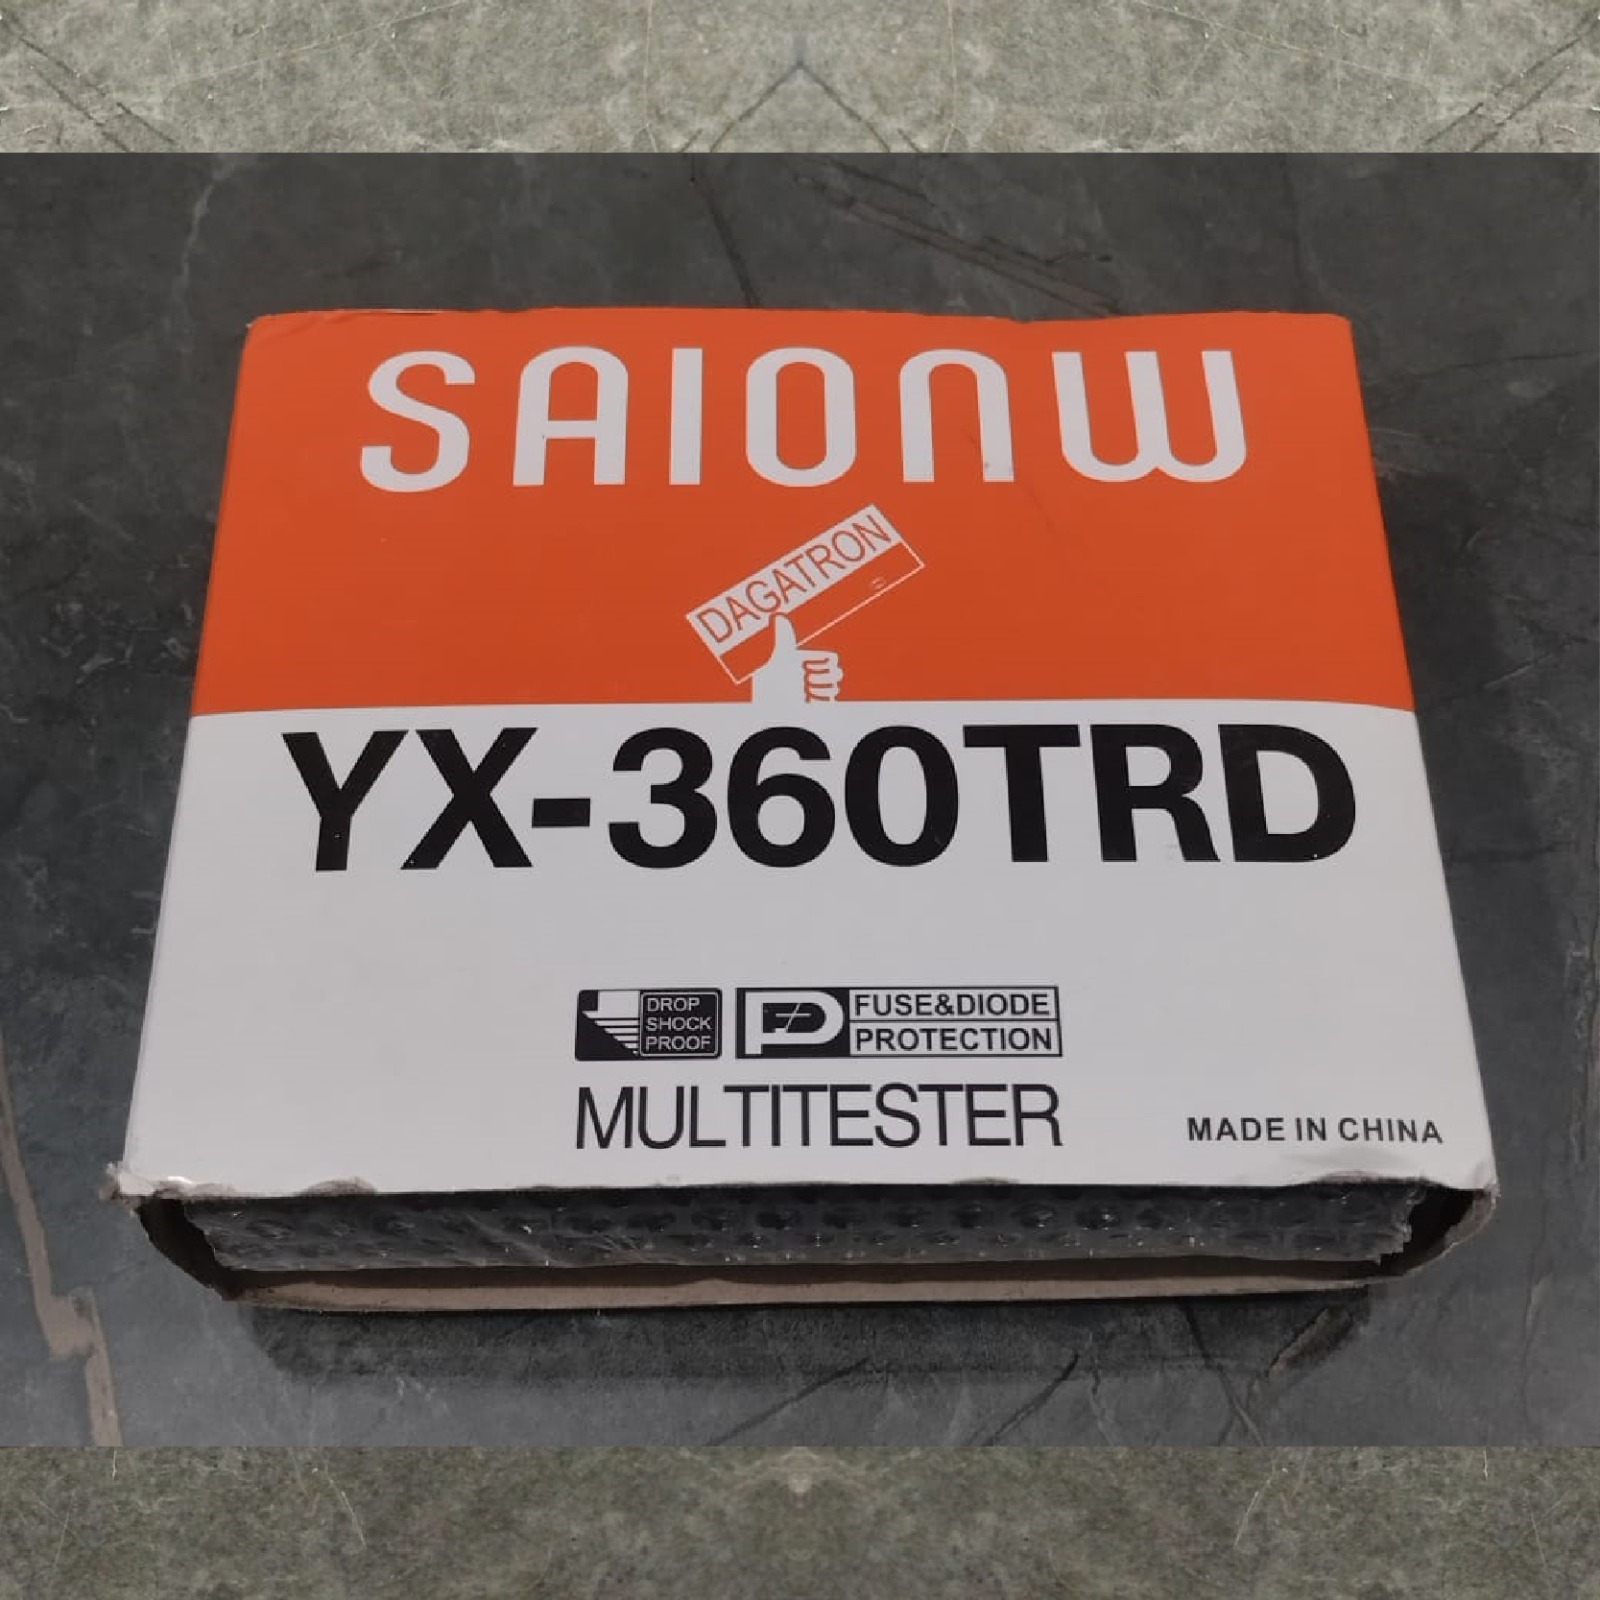 SAIONW
DAGATRON
YX-360TRD
DROP
SHOCK
PROOF
FUSE&DIODE
PROTECTION
MULTITESTER
MADE IN CHINA